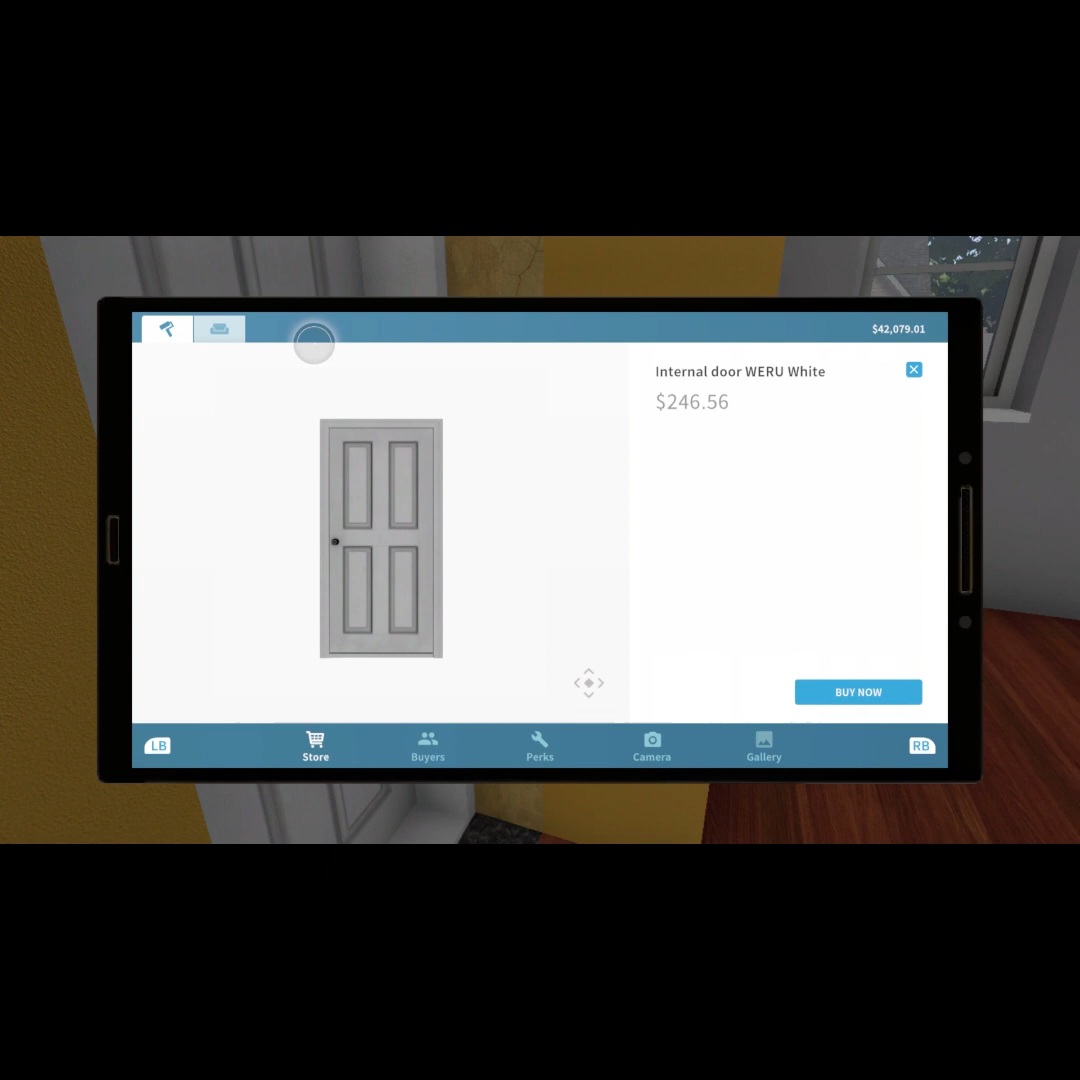 $42,079.01
Internal door WERU White
$246.56
BUY NOW
LB
Store
Buyers
Perks
Camera
Gallery
RB